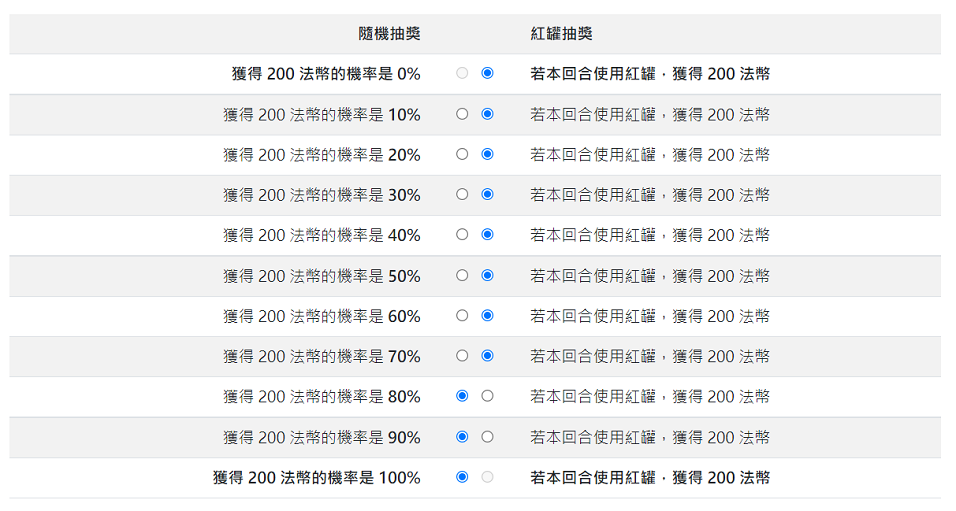 隨機抽獎 紅罐抽獎
獲得 200 法幣的機率是 0% 若本回合使用紅罐，獲得 200 法幣
獲得 200 法幣的機率是 10% 若本回合使用紅罐，獲得 200 法幣
獲得 200 法幣的機率是 20% 若本回合使用紅罐，獲得 200 法幣
獲得 200 法幣的機率是 30% 若本回合使用紅罐，獲得 200 法幣
獲得 200 法幣的機率是 40% 若本回合使用紅罐，獲得 200 法幣
獲得 200 法幣的機率是 50% 若本回合使用紅罐，獲得 200 法幣
獲得 200 法幣的機率是 60% 若本回合使用紅罐，獲得 200 法幣
獲得 200 法幣的機率是 70% 若本回合使用紅罐，獲得 200 法幣
獲得 200 法幣的機率是 80% 若本回合使用紅罐，獲得 200 法幣
獲得 200 法幣的機率是 90% 若本回合使用紅罐，獲得 200 法幣
獲得 200 法幣的機率是 100% 若本回合使用紅罐，獲得 200 法幣